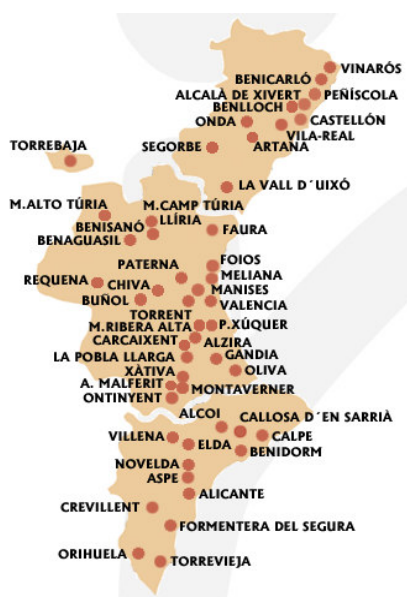 VINARÓS
BENICARLÓ
ALCALÀ DE XIVERT
PEÑÍSCOLA
BENLLOCH
ONDA
CASTELLÓN
VILA-REAL
ARTANA
SEGORBE
TORREBAJA
LA VALL D´UIXÓ
M.ALTO TÚRIA
M.CAMP TÚRIA
LLÍRIA
BENISANÓ
BENAGUASIL
FAURA
FOIOS
PATERNA
MELIANA
REQUENA
CHIVA
MANISES
BUÑOL
VALENCIA
TORRENT
M.RIBERA ALTA
P.XÚQUER
CARCAIXENT
ALZIRA
LA POBLA LLARGA
GANDIA
XÀTIVA
OLIVA
A. MALFERIT
MONTAVERNER
ONTINYENT
ALCOI
CALLOSA D´EN SARRIÀ
VILLENA
CALPE
ELDA
BENIDORM
NOVELDA
ASPE
ALICANTE
CREVILLENT
FORMENTERA DEL SEGURA
ORIHUELA
TORREVIEJA